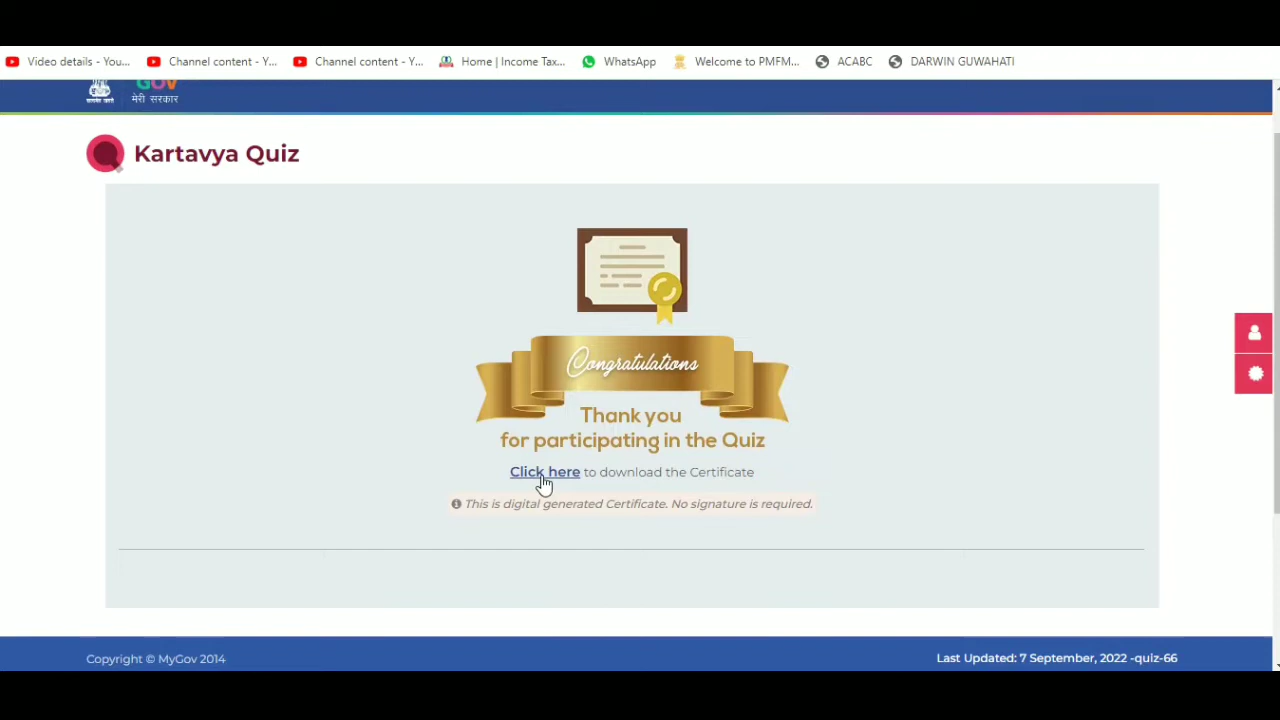 Video details - You...
Channel content - Y...
Channel content - Y...
Home | Income Tax...
WhatsApp
Welcome to PMFM...
ACABC
DARWIN GUWAHATI
GOV
मेरी सरकार
Kartavya Quiz
Congratulations
Thank you
for participating in the Quiz
Click here to download the Certificate
This is digital generated Certificate. No signature is required.
Copyright © MyGov 2014
Last Updated: 7 September, 2022 -quiz-66